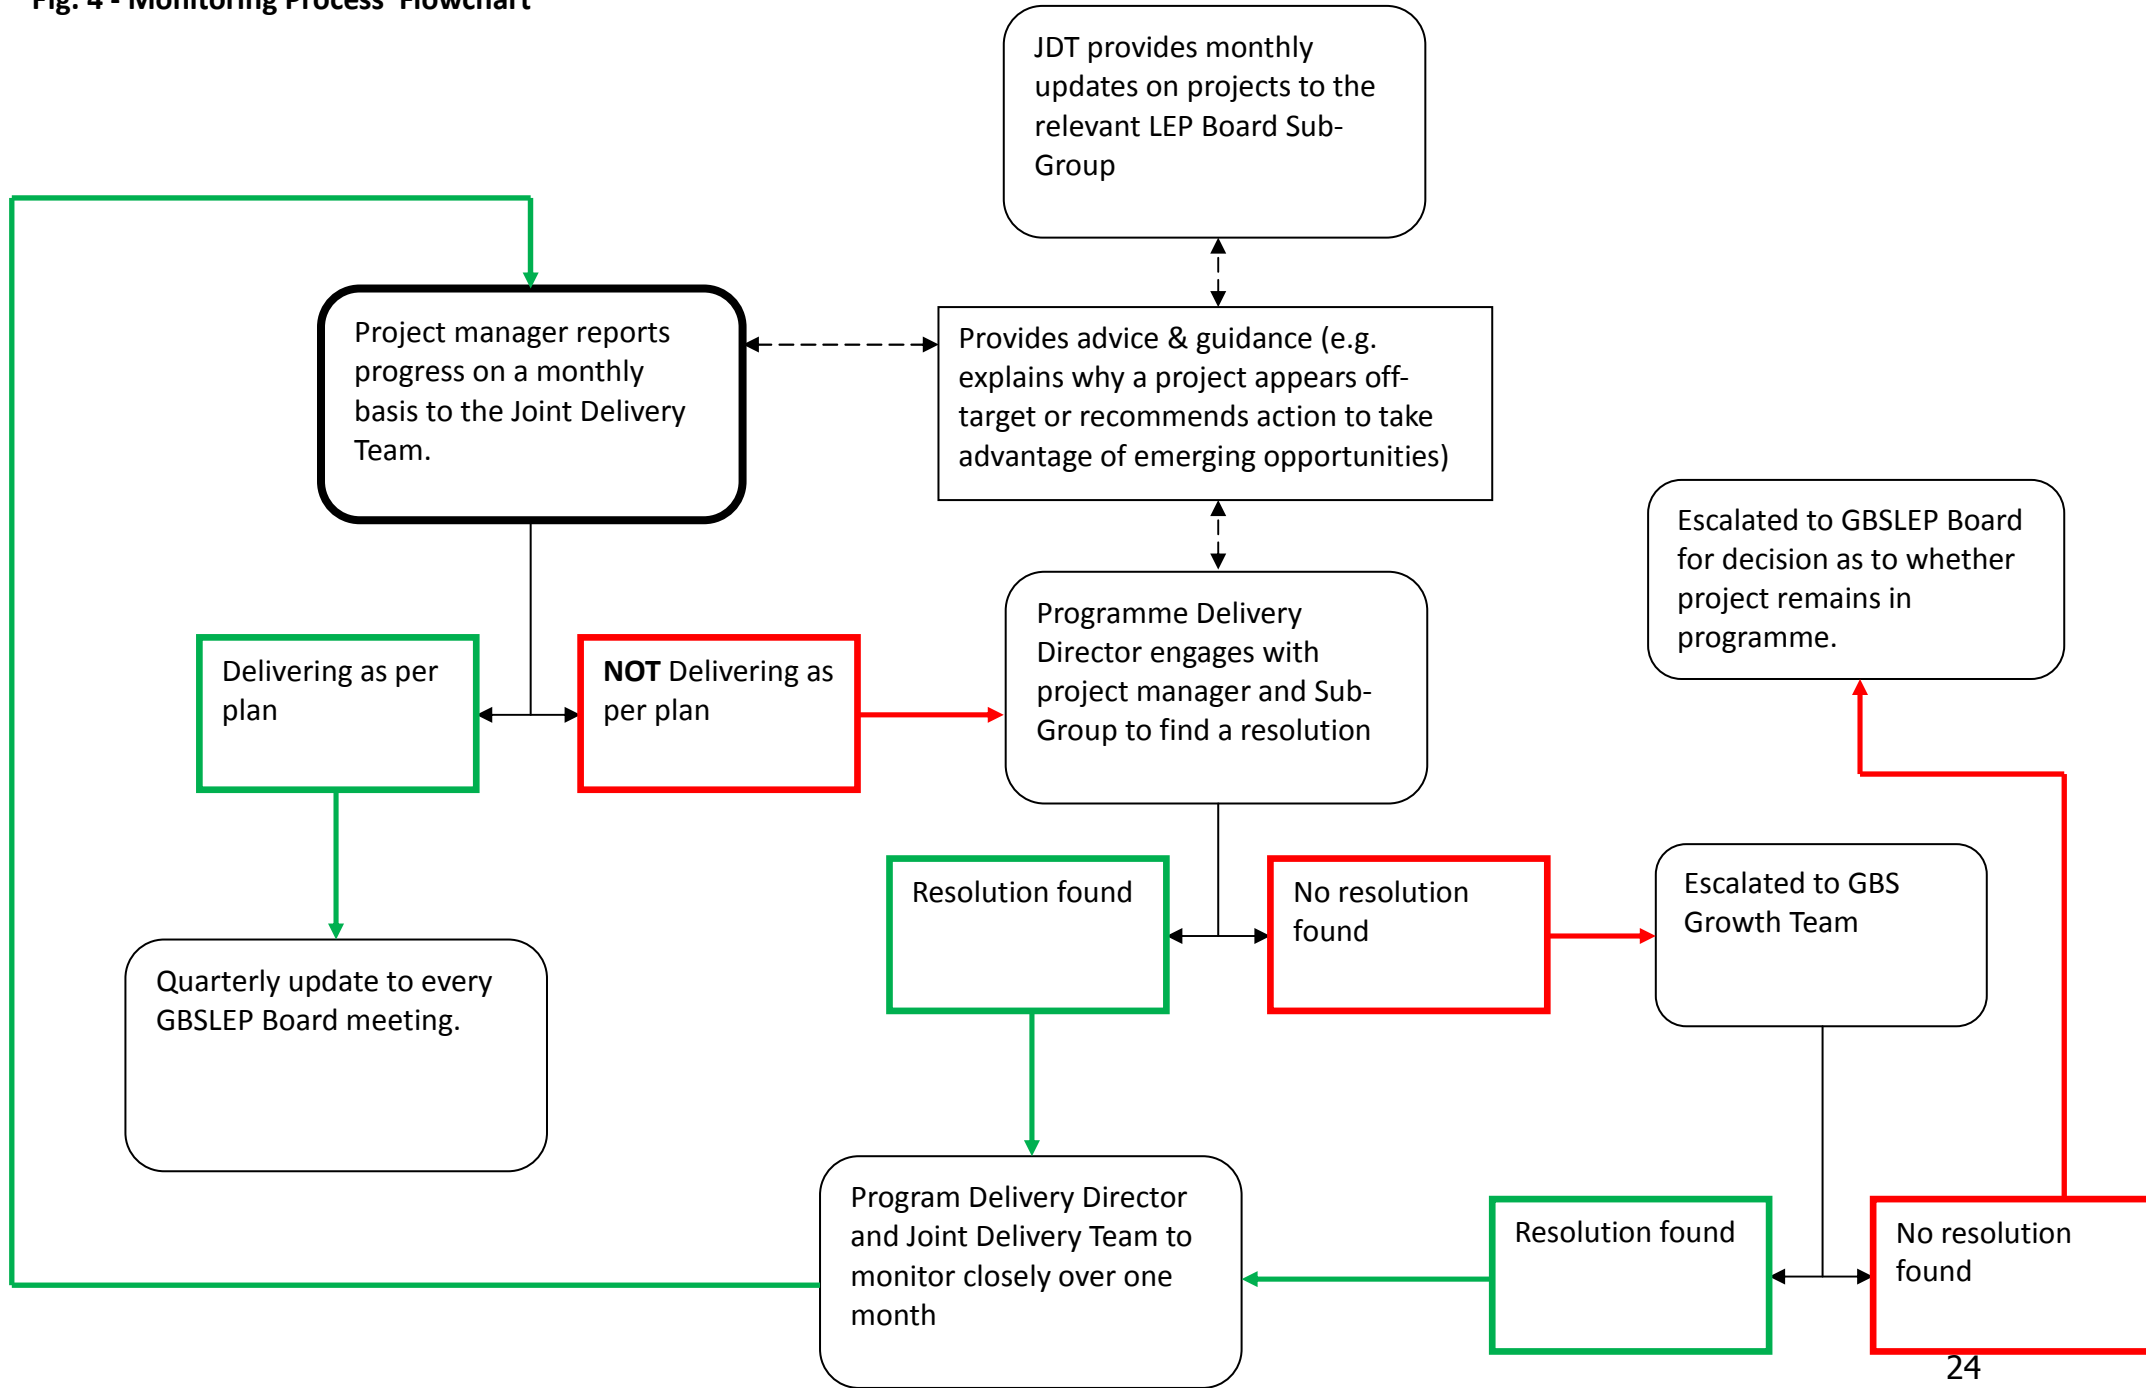 Fig. 4 - Monitoring Process Flowchart
JDT provides monthly
updates on projects to the
relevant LEP Board Sub-
Group
Project manager reports
progress on a monthly
basis to the Joint Delivery
Team.
Provides advice & guidance (e.g.
explains why a project appears off-
target or recommends action to take
advantage of emerging opportunities)
Escalated to GBSLEP Board
for decision as to whether
project remains in
programme.
Programme Delivery
Director engages with
project manager and Sub-
Group to find a resolution
Delivering as per
plan
NOT Delivering as
per plan
Resolution found
No resolution
found
Escalated to GBS
Growth Team
Quarterly update to every
GBSLEP Board meeting.
Program Delivery Director
and Joint Delivery Team to
monitor closely over one
month
Resolution found
No resolution
found
24